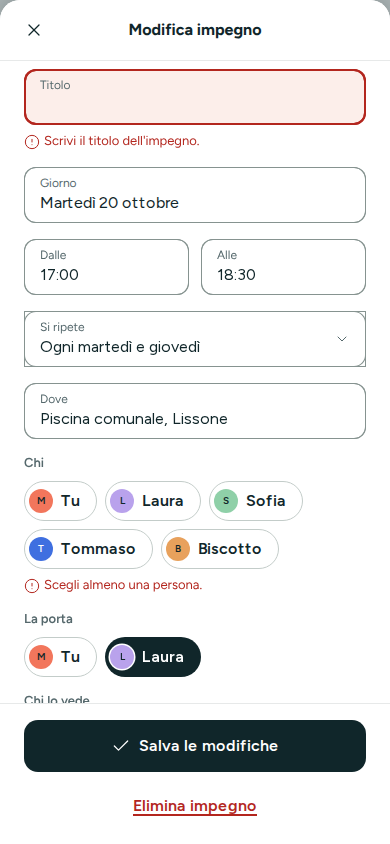 Modifica impegno
Titolo
Scrivi il titolo dell'impegno.
Giorno
Martedì 20 ottobre
Dalle
17:00
Alle
18:30
Si ripete
Ogni martedì e giovedì
Dove
Piscina comunale, Lissone
Chi
M Tu
L Laura
S Sofia
T Tommaso
B Biscotto
Scegli almeno una persona.
La porta
M Tu
L Laura
Chi lo vede
Salva le modifiche
Elimina impegno